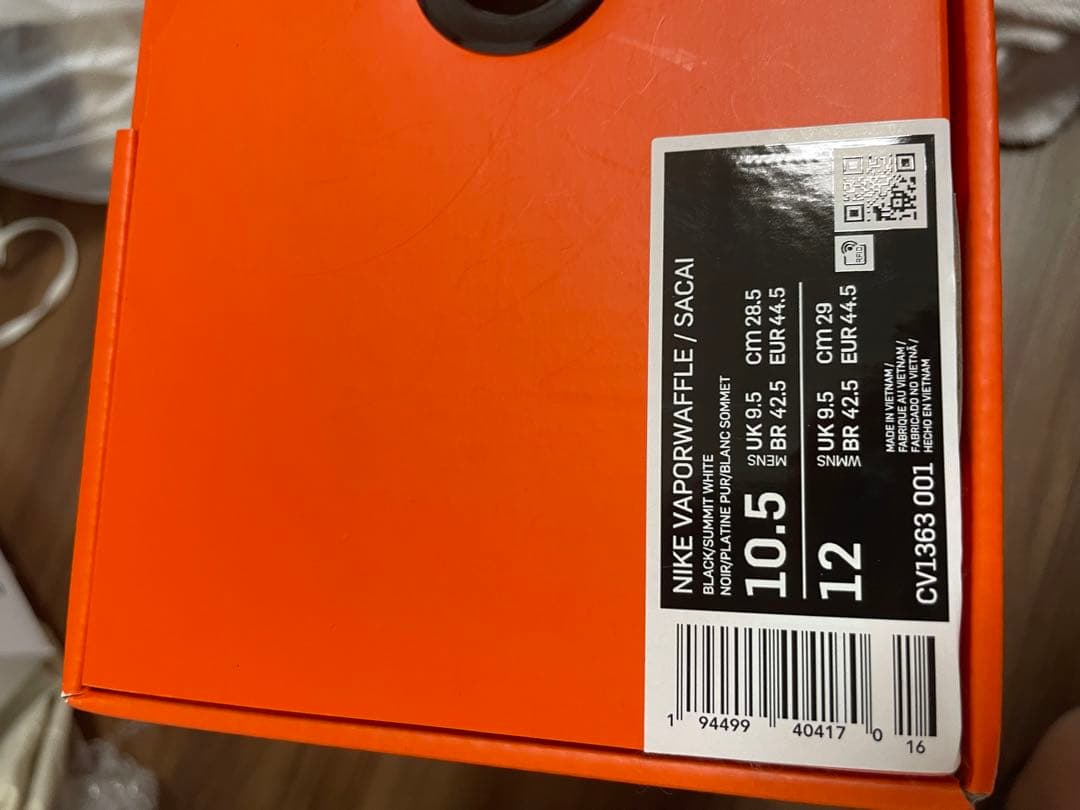 NIKE VAPORWAFFLE / SACAI
BLACK/SUMMIT WHITE
NOIR/PLATINE PUR/BLANC SOMMET
10.5 MENS UK 9.5 cm 28.5
BR 42.5 EUR 44.5
12 WMNS UK 9.5 cm 29
BR 42.5 EUR 44.5
RFID
MADE IN VIETNAM /
FABRIQUE AU VIETNAM /
FABRICADO NO VIETNÃ /
HECHO EN VIETNAM
CV1363 001
1 94499 40417 0 16